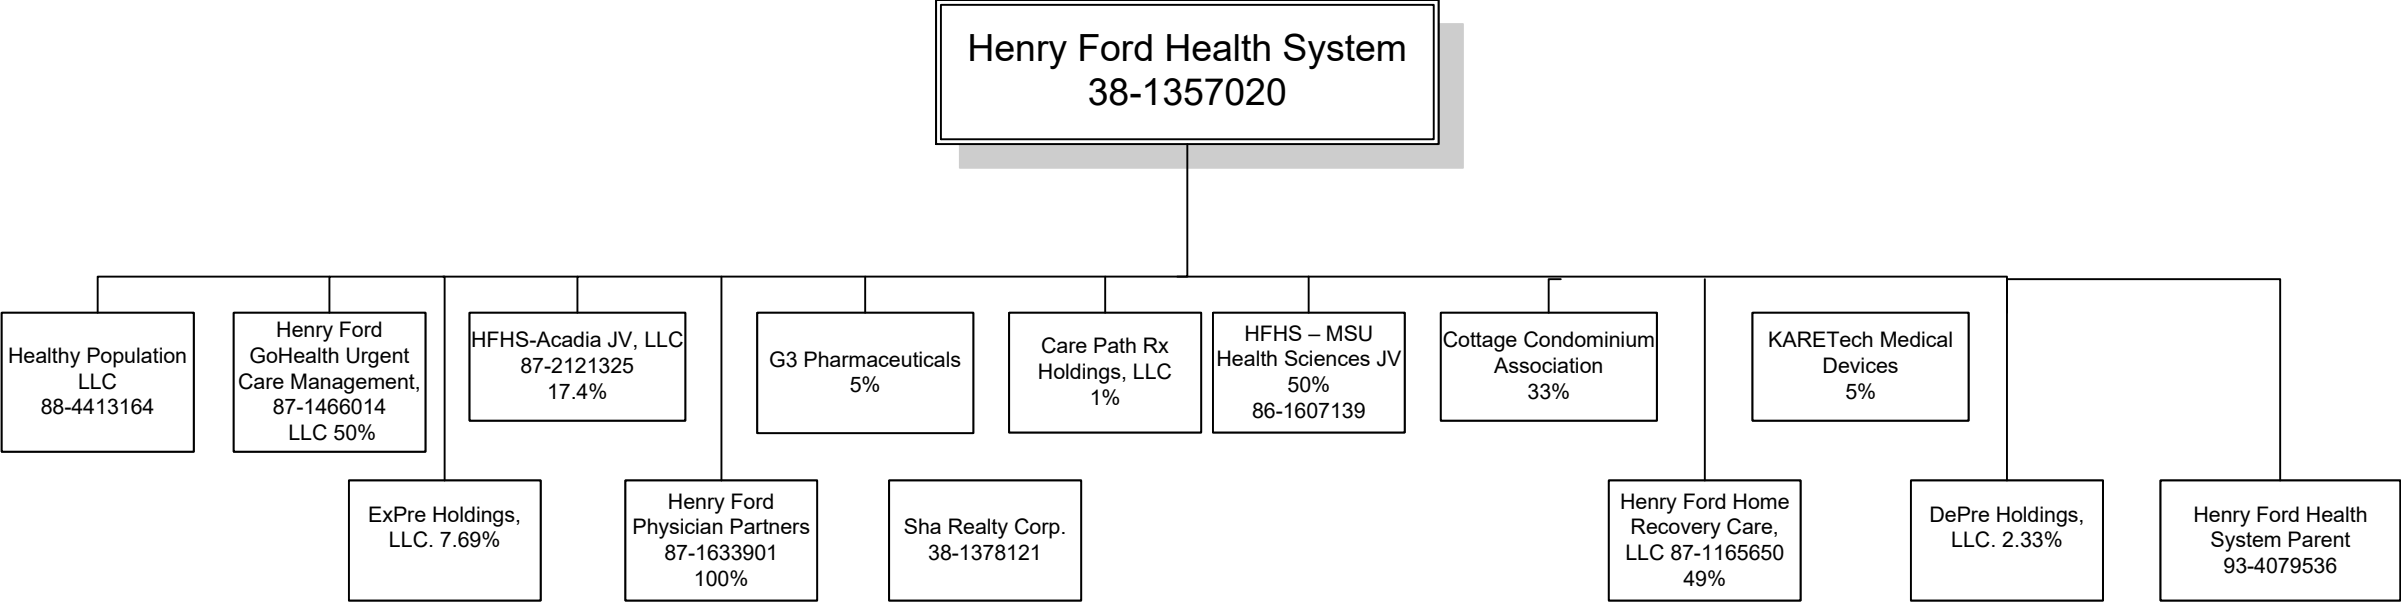 Henry Ford Health System
38-1357020
Healthy Population
LLC
88-4413164
Henry Ford
GoHealth Urgent
Care Management,
87-1466014
LLC 50%
HFHS-Acadia JV, LLC
87-2121325
17.4%
G3 Pharmaceuticals
5%
Care Path Rx
Holdings, LLC
1%
HFHS – MSU
Health Sciences JV
50%
86-1607139
Cottage Condominium
Association
33%
KARETech Medical
Devices
5%
ExPre Holdings,
LLC. 7.69%
Henry Ford
Physician Partners
87-1633901
100%
Sha Realty Corp.
38-1378121
Henry Ford Home
Recovery Care,
LLC 87-1165650
49%
DePre Holdings,
LLC. 2.33%
Henry Ford Health
System Parent
93-4079536